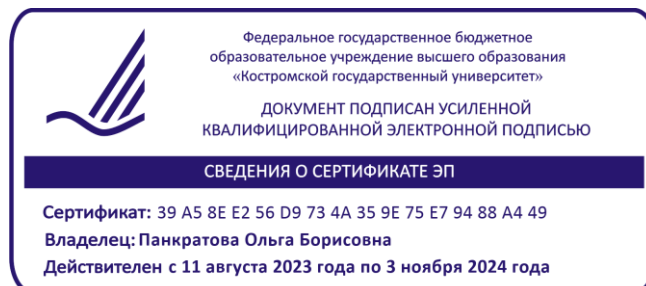 Федеральное государственное бюджетное
образовательное учреждение высшего образования
«Костромской государственный университет»
ДОКУМЕНТ ПОДПИСАН УСИЛЕННОЙ
КВАЛИФИЦИРОВАННОЙ ЭЛЕКТРОННОЙ ПОДПИСЬЮ
СВЕДЕНИЯ О СЕРТИФИКАТЕ ЭП
Сертификат: 39 A5 8E E2 56 D9 73 4A 35 9E 75 E7 94 88 A4 49
Владелец: Панкратова Ольга Борисовна
Действителен с 11 августа 2023 года по 3 ноября 2024 года